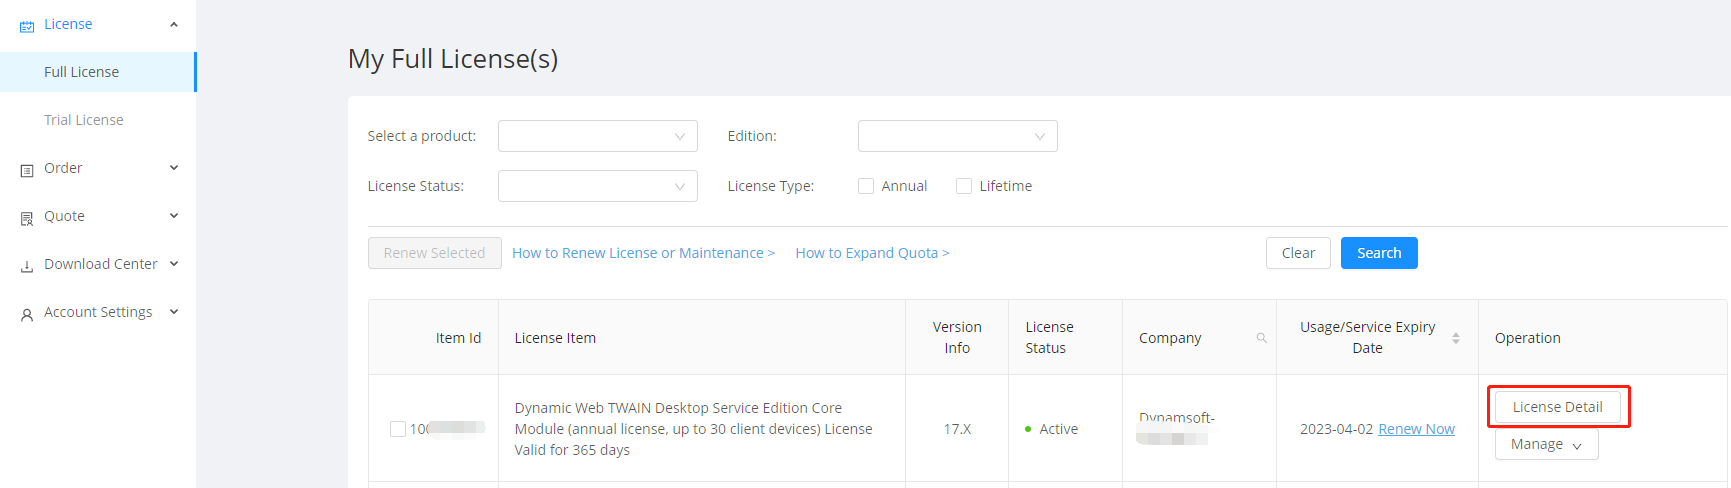 License
Full License
Trial License
Order
Quote
Download Center
Account Settings
My Full License(s)
Select a product:
Edition:
License Status:
License Type:
Annual
Lifetime
Renew Selected
How to Renew License or Maintenance >
How to Expand Quota >
Clear
Search
Item Id
License Item
Version
Info
License
Status
Company
Usage/Service Expiry
Date
Operation
Dynamic Web TWAIN Desktop Service Edition Core
Module (annual license, up to 30 client devices) License
Valid for 365 days
17.X
Active
Dynamsoft-
2023-04-02 Renew Now
License Detail
Manage